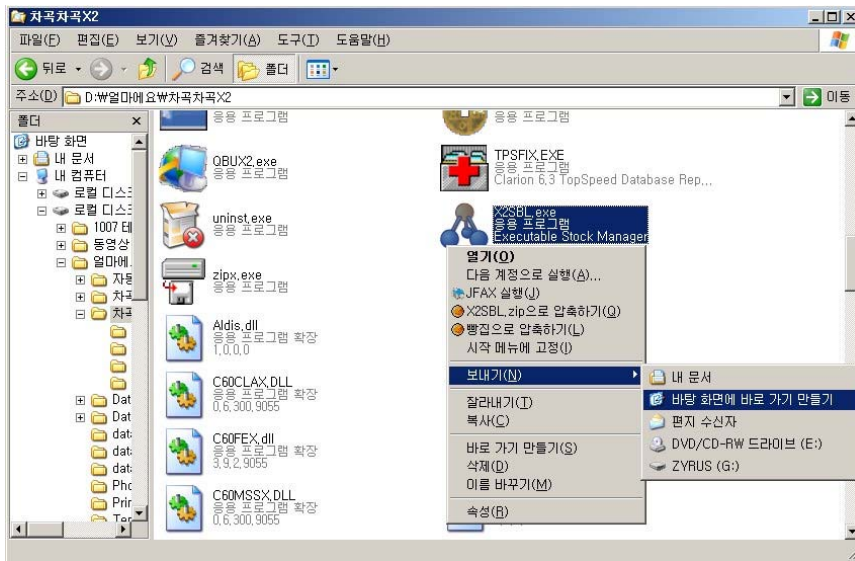 차곡차곡X2
파일(F) 편집(E) 보기(V) 즐겨찾기(A) 도구(T) 도움말(H)
뒤로 검색 폴더
주소(D) D:₩얼마에요₩차곡차곡X2 이동
폴더
바탕 화면
내 문서
내 컴퓨터
로컬 디스
로컬 디스
1007 테
동영상
얼마에
자동
차곡
차곡
Dat
Dat
dat
dat
dat
Pho
Prir
응용 프로그램
응용 프로그램
QBUX2.exe
응용 프로그램
TPSFIX.EXE
응용 프로그램
Clarion 6.3 TopSpeed Database Rep...
uninst.exe
응용 프로그램
X2SBL.exe
응용 프로그램
Executable Stock Manager
zipx.exe
응용 프로그램
Aldis.dll
응용 프로그램 확장
1.0.0.0
C60CLAX.DLL
응용 프로그램 확장
0.6.300.9055
C60FEX.dll
응용 프로그램 확장
3.9.2.9055
C60MSSX.DLL
응용 프로그램 확장
0.6.300.9055
열기(O)
다음 계정으로 실행(A)...
JFAX 실행(J)
X2SBL.zip으로 압축하기(Q)
빵집으로 압축하기(L)
시작 메뉴에 고정(I)
보내기(N)
잘라내기(T)
복사(C)
바로 가기 만들기(S)
삭제(D)
이름 바꾸기(M)
속성(R)
내 문서
바탕 화면에 바로 가기 만들기
편지 수신자
DVD/CD-RW 드라이브 (E:)
ZYRUS (G:)